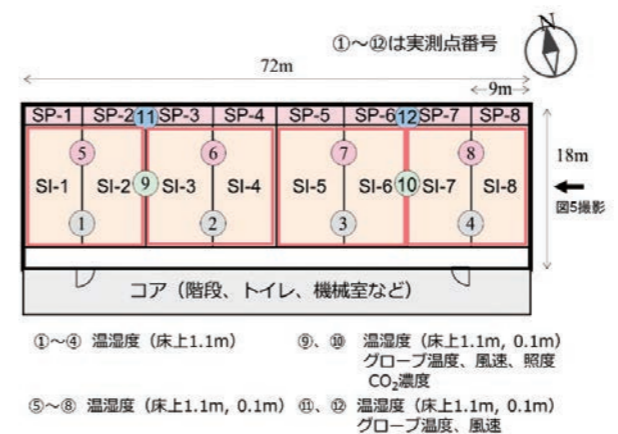 N
①～⑫は実測点番号
72m
9m
SP-1 SP-2 11 SP-3 SP-4 SP-5 SP-6 12 SP-7 SP-8
5 6 7 8
18m
SI-1 SI-2 9 SI-3 SI-4 SI-5 SI-6 10 SI-7 SI-8
図5撮影
1 2 3 4
コア（階段、トイレ、機械室など）
①～④ 温湿度（床上1.1m）
⑨、⑩ 温湿度（床上1.1m, 0.1m）
グローブ温度、風速、照度
CO₂濃度
⑤～⑧ 温湿度（床上1.1m, 0.1m）
⑪、⑫ 温湿度（床上1.1m, 0.1m）
グローブ温度、風速